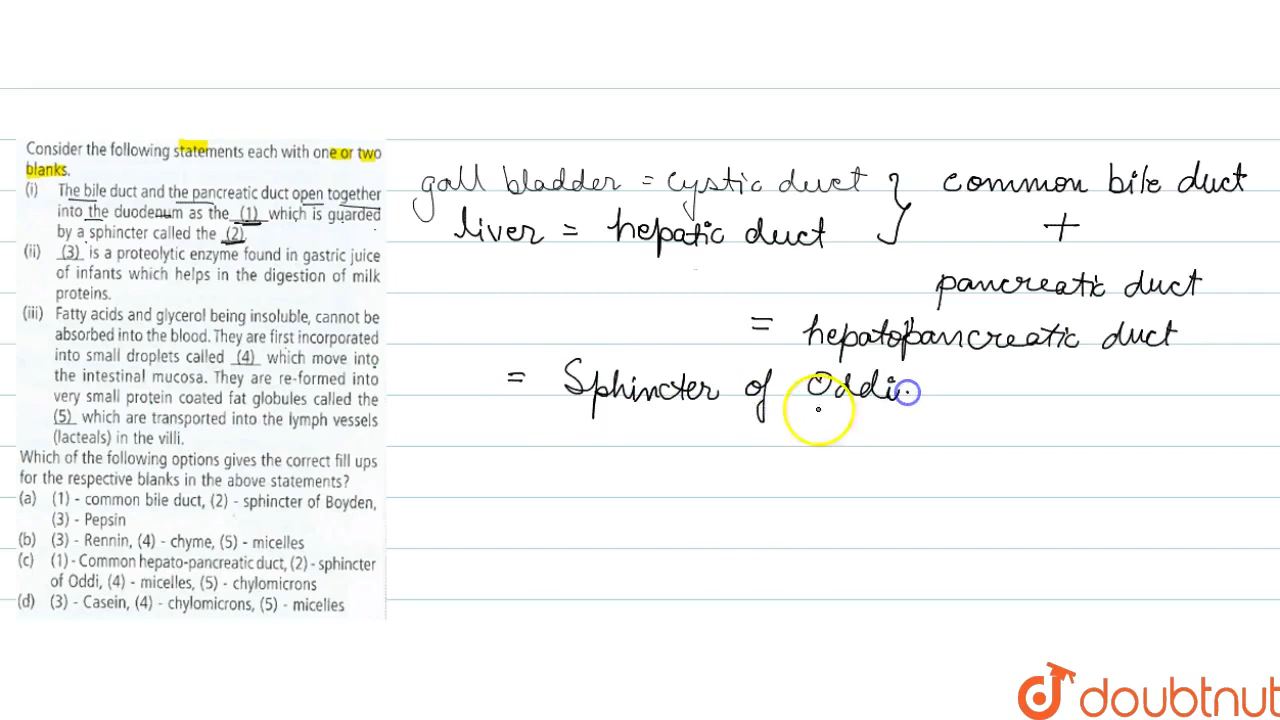 Consider the following statements each with one or two
blanks.
(i) The bile duct and the pancreatic duct open together
into the duodenum as the (1) which is guarded
by a sphincter called the (2).
(ii) (3) is a proteolytic enzyme found in gastric juice
of infants which helps in the digestion of milk
proteins.
(iii) Fatty acids and glycerol being insoluble, cannot be
absorbed into the blood. They are first incorporated
into small droplets called (4) which move into
the intestinal mucosa. They are re-formed into
very small protein coated fat globules called the
(5) which are transported into the lymph vessels
(lacteals) in the villi.
Which of the following options gives the correct fill ups
for the respective blanks in the above statements?
(a) (1) - common bile duct, (2) - sphincter of Boyden,
(3) - Pepsin
(b) (3) - Rennin, (4) - chyme, (5) - micelles
(c) (1) - Common hepato-pancreatic duct, (2) - sphincter
of Oddi, (4) - micelles, (5) - chylomicrons
(d) (3) - Casein, (4) - chylomicrons, (5) - micelles
gall bladder = cystic duct } common bile duct
liver = hepatic duct +
pancreatic duct
= hepatopancreatic duct
= Sphincter of Oddi.
doubtnut